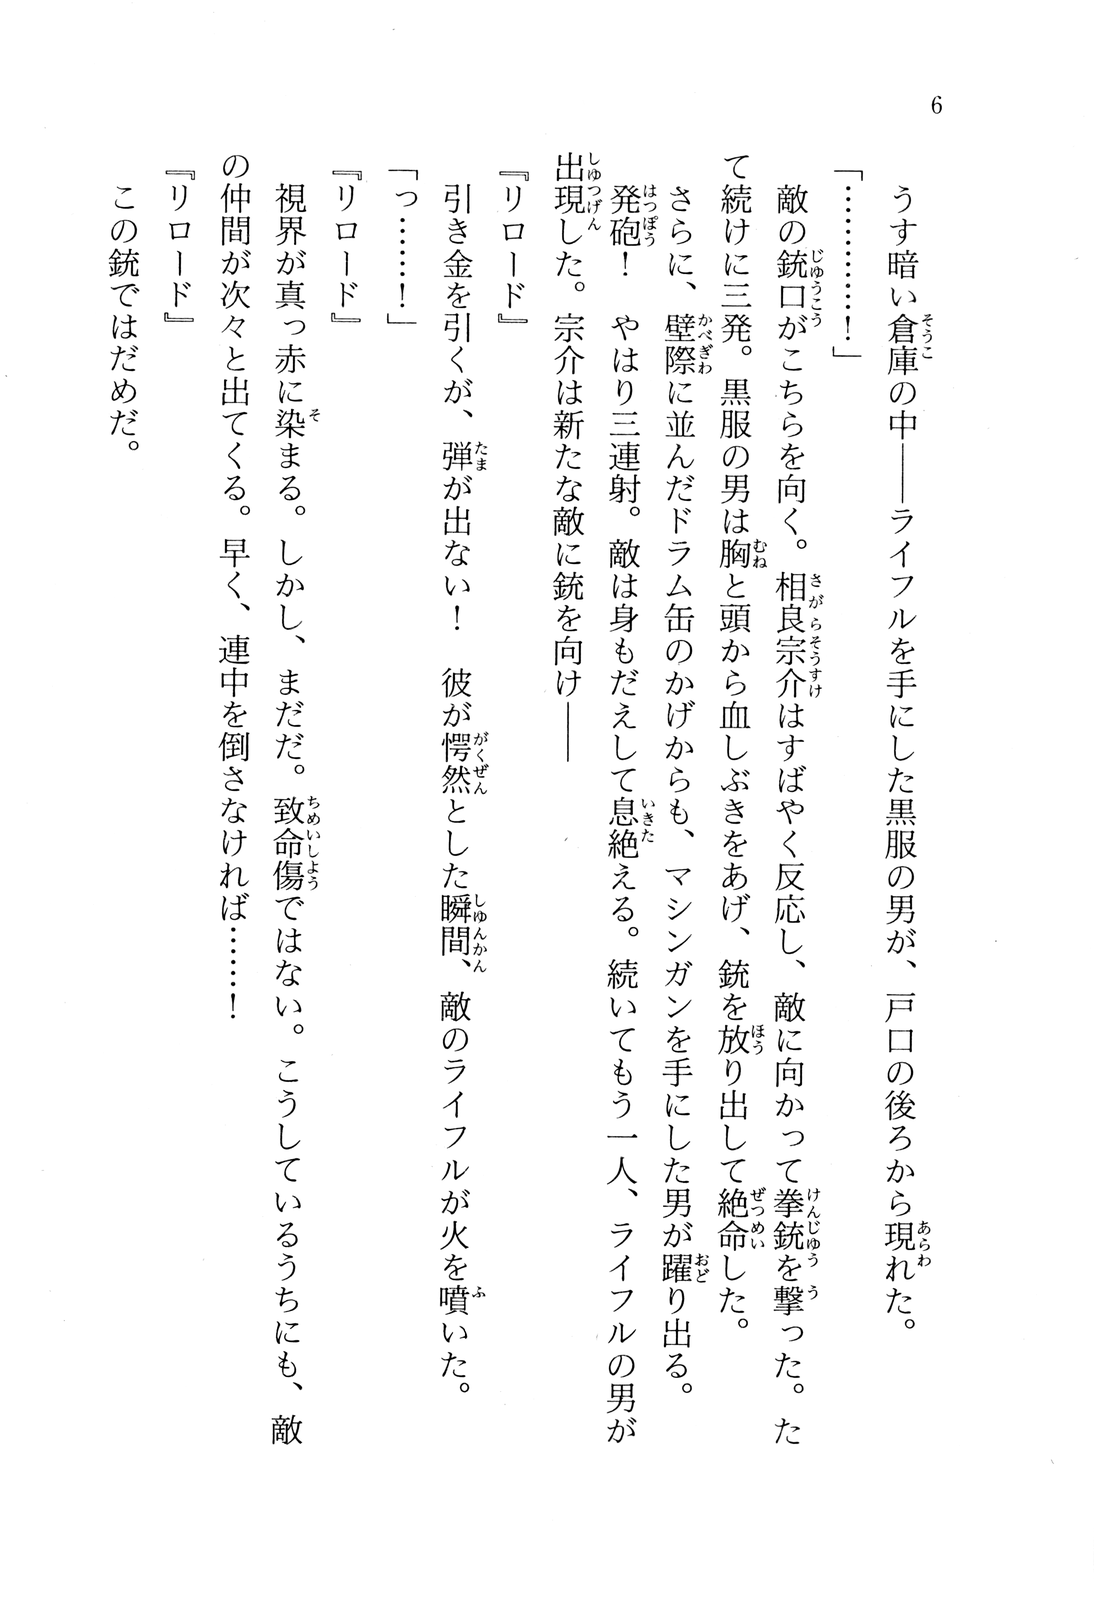 6
うす暗い倉庫の中――ライフルを手にした黒服の男が、戸口の後ろから現れた。
「…………！」
敵の銃口がこちらを向く。相良宗介はすばやく反応し、敵に向かって拳銃を撃った。た
て続けに三発。黒服の男は胸と頭から血しぶきをあげ、銃を放り出して絶命した。
さらに、壁際に並んだドラム缶のかげからも、マシンガンを手にした男が躍り出る。
発砲！　やはり三連射。敵は身もだえして息絶える。続いてもう一人、ライフルの男が
出現した。宗介は新たな敵に銃を向け――
『リロード』
引き金を引くが、弾が出ない！　彼が愕然とした瞬間、敵のライフルが火を噴いた。
「っ……！」
『リロード』
視界が真っ赤に染まる。しかし、まだだ。致命傷ではない。こうしているうちにも、敵
の仲間が次々と出てくる。早く、連中を倒さなければ……！
『リロード』
この銃ではだめだ。